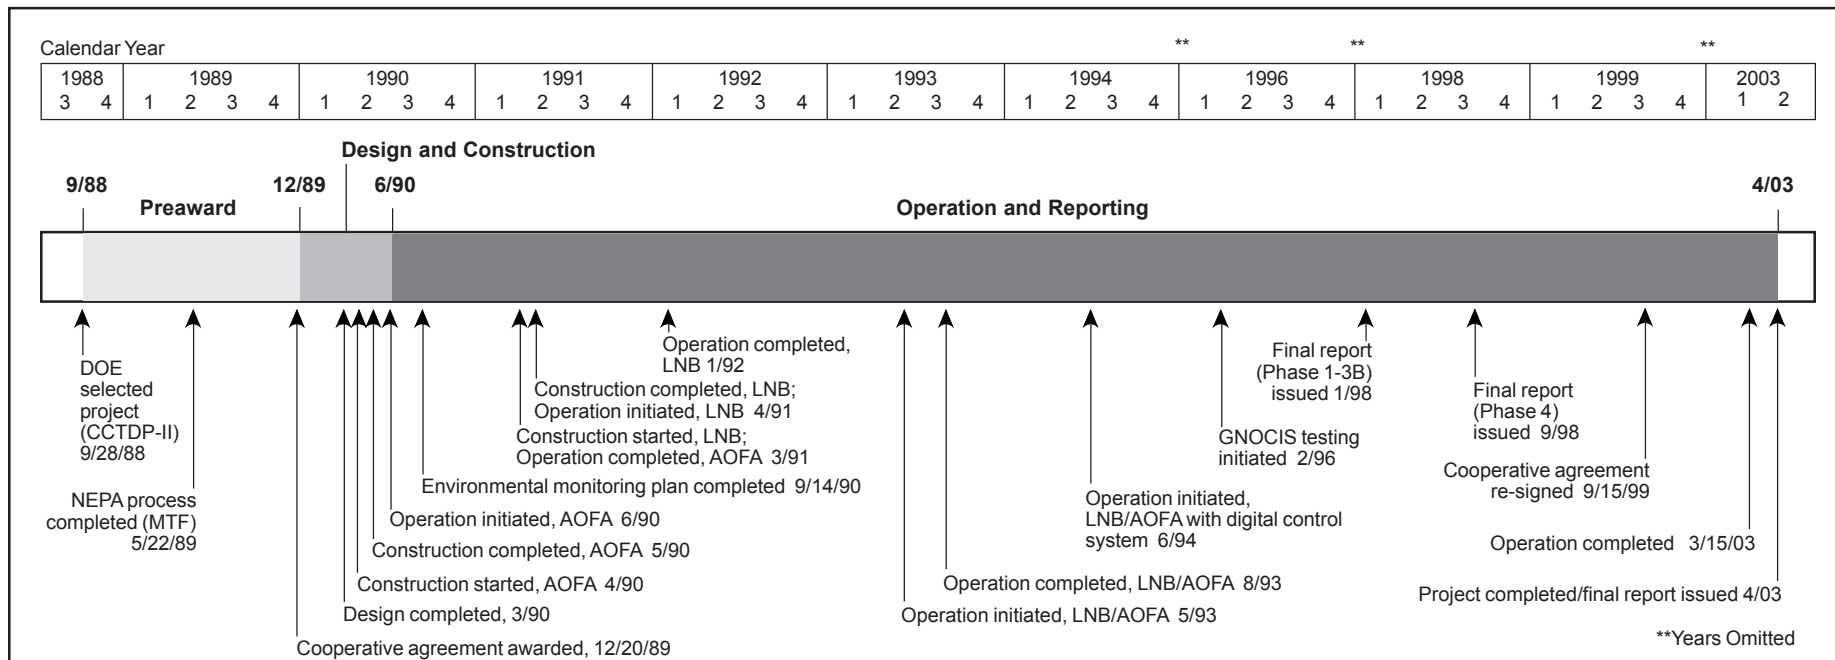 Calendar Year
** ** **
1988 1989 1990 1991 1992 1993 1994 1996 1998 1999 2003
3 4 1 2 3 4 1 2 3 4 1 2 3 4 1 2 3 4 1 2 3 4 1 2 3 4 1 2 3 4 1 2 3 4 1 2 3 4 1 2
Design and Construction
9/88 12/89 6/90 4/03
Preaward Operation and Reporting
DOE
selected
project
(CCTDP-II)
9/28/88
NEPA process
completed (MTF)
5/22/89
Cooperative agreement awarded, 12/20/89
Design completed, 3/90
Construction started, AOFA 4/90
Construction completed, AOFA 5/90
Operation initiated, AOFA 6/90
Environmental monitoring plan completed 9/14/90
Construction started, LNB;
Operation completed, AOFA 3/91
Construction completed, LNB;
Operation initiated, LNB 4/91
Operation completed,
LNB 1/92
Operation initiated, LNB/AOFA 5/93
Operation completed, LNB/AOFA 8/93
Operation initiated,
LNB/AOFA with digital control
system 6/94
GNOCIS testing
initiated 2/96
Final report
(Phase 1-3B)
issued 1/98
Final report
(Phase 4)
issued 9/98
Cooperative agreement
re-signed 9/15/99
Operation completed 3/15/03
Project completed/final report issued 4/03
**Years Omitted